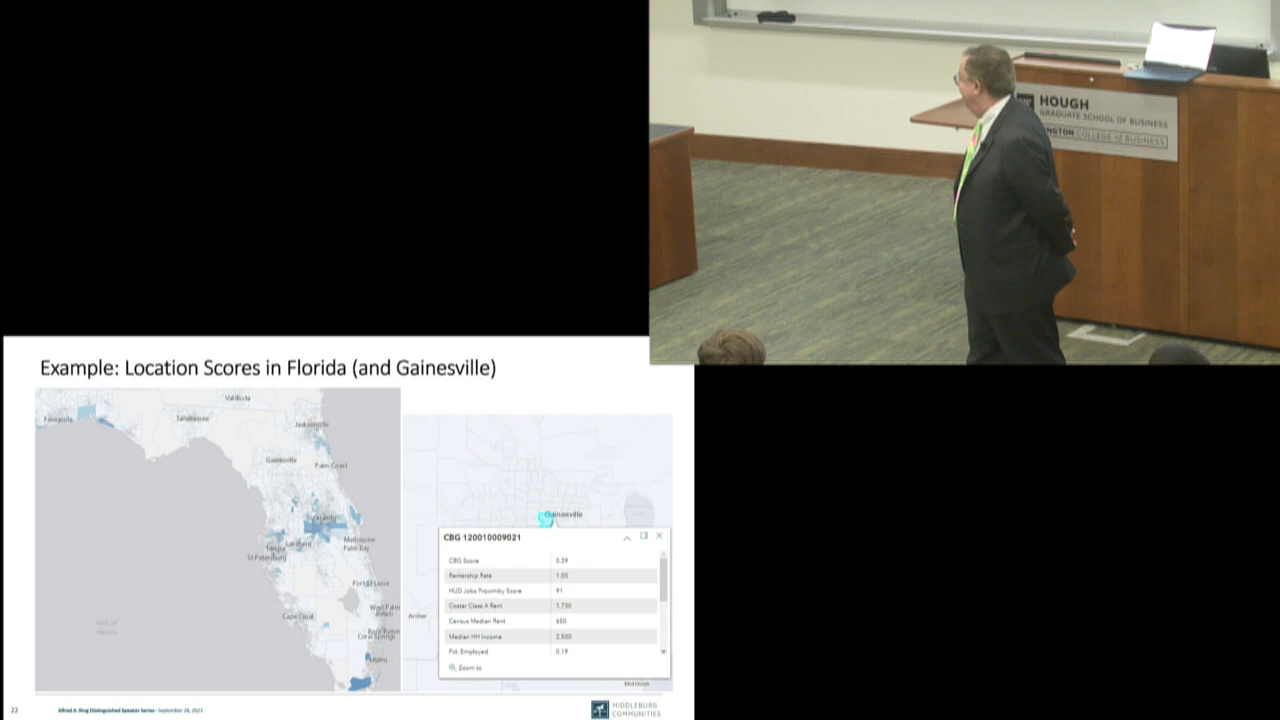 HOUGH
GRADUATE SCHOOL OF BUSINESS
NGTON COLLEGE OF BUSINESS
Example: Location Scores in Florida (and Gainesville)
Valdosta
Pensacola
Tallahassee
Jacksonville
Gainesville
Palm Coast
Orlando
Lakeland
Tampa
St Petersburg
Melbourne
Palm Bay
Port St Lucie
Cape Coral
West Palm
Beach
Boca Raton
Coral Springs
Miami
Gulf of
Mexico
Gainesville
Archer
CBG 120010009021
CBG Score 0.39
Rentership Rate 1.00
HUD Jobs Proximity Score 91
Costar Class A Rent 1,730
Census Median Rent 650
Median HH Income 2,500
Pct. Employed 0.19
Zoom to
22
Alfred A. Ring Distinguished Speaker Series - September 28, 2023
MIDDLEBURG
COMMUNITIES